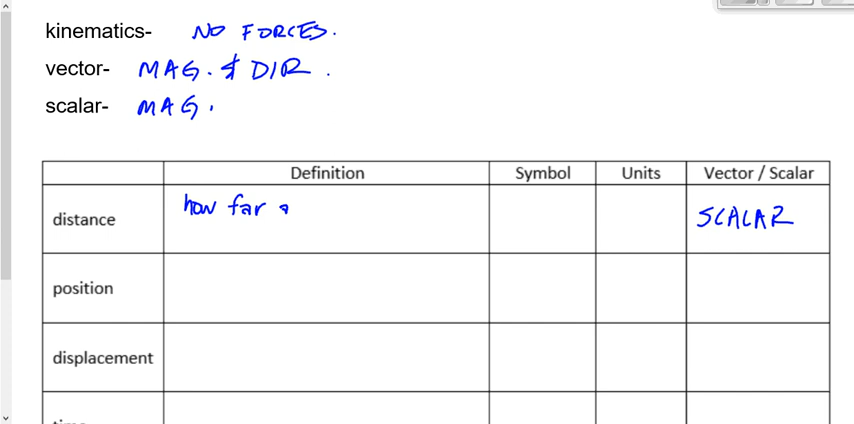 kinematics- NO FORCES.
vector- MAG. & DIR.
scalar- MAG.
Definition Symbol Units Vector / Scalar
distance how far a SCALAR
position
displacement